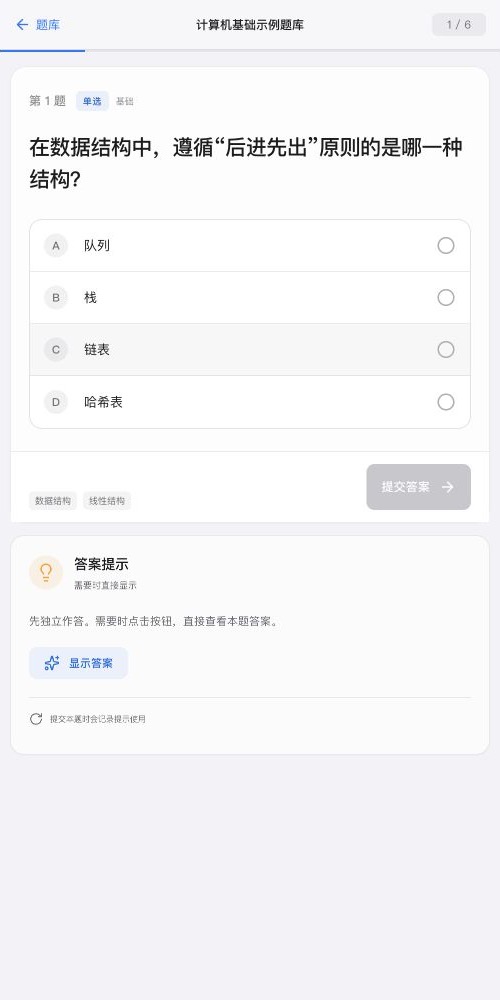 题库
计算机基础示例题库
1 / 6
第 1 题 单选 基础
在数据结构中，遵循“后进先出”原则的是哪一种
结构?
A 队列
B 栈
C 链表
D 哈希表
提交答案
数据结构 线性结构
答案提示
需要时直接显示
先独立作答。需要时点击按钮，直接查看本题答案。
显示答案
提交本题时会记录提示使用